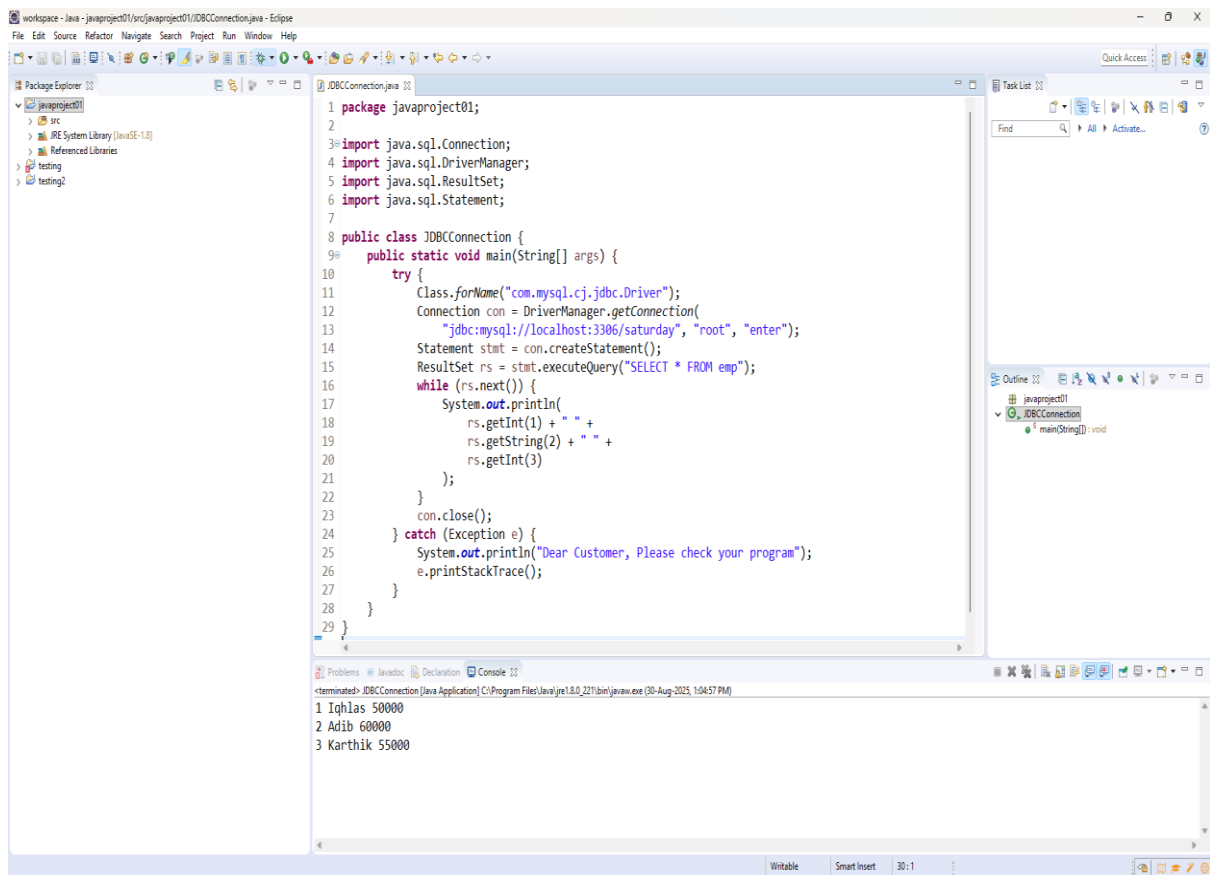 workspace - Java - javaproject01/src/javaproject01/JDBCConnection.java - Eclipse
File Edit Source Refactor Navigate Search Project Run Window Help
Quick Access
Package Explorer
javaproject01
src
JRE System Library [JavaSE-1.8]
Referenced Libraries
testing
testing2
JDBCConnection.java
1 package javaproject01;
2
3 import java.sql.Connection;
4 import java.sql.DriverManager;
5 import java.sql.ResultSet;
6 import java.sql.Statement;
7
8 public class JDBCConnection {
9     public static void main(String[] args) {
10         try {
11             Class.forName("com.mysql.cj.jdbc.Driver");
12             Connection con = DriverManager.getConnection(
13                 "jdbc:mysql://localhost:3306/saturday", "root", "enter");
14             Statement stmt = con.createStatement();
15             ResultSet rs = stmt.executeQuery("SELECT * FROM emp");
16             while (rs.next()) {
17                 System.out.println(
18                     rs.getInt(1) + " " +
19                     rs.getString(2) + " " +
20                     rs.getInt(3)
21                 );
22             }
23             con.close();
24         } catch (Exception e) {
25             System.out.println("Dear Customer, Please check your program");
26             e.printStackTrace();
27         }
28     }
29 }
Task List
Find All Activate...
Outline
javaproject01
JDBCConnection
main(String[]) : void
Problems Javadoc Declaration Console
<terminated> JDBCConnection [Java Application] C:\Program Files\Java\jre1.8.0_221\bin\javaw.exe (30-Aug-2025, 1:04:57 PM)
1 Iqhlas 50000
2 Adib 60000
3 Karthik 55000
Writable Smart Insert 30 : 1